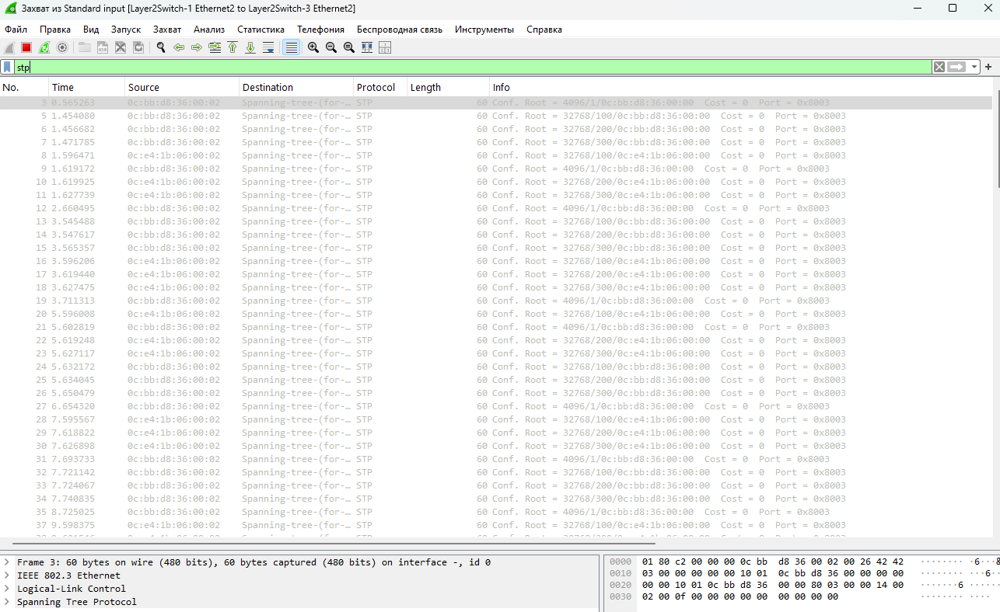 Захват из Standard input [Layer2Switch-1 Ethernet2 to Layer2Switch-3 Ethernet2]
Файл Правка Вид Запуск Захват Анализ Статистика Телефония Беспроводная связь Инструменты Справка
stp
No. Time Source Destination Protocol Length Info
3 0.565263 0c:bb:d8:36:00:02 Spanning-tree-(for-… STP 60 Conf. Root = 4096/1/0c:bb:d8:36:00:00 Cost = 0 Port = 0x8003
5 1.454080 0c:bb:d8:36:00:02 Spanning-tree-(for-… STP 60 Conf. Root = 32768/100/0c:bb:d8:36:00:00 Cost = 0 Port = 0x8003
6 1.456682 0c:bb:d8:36:00:02 Spanning-tree-(for-… STP 60 Conf. Root = 32768/200/0c:bb:d8:36:00:00 Cost = 0 Port = 0x8003
7 1.471785 0c:bb:d8:36:00:02 Spanning-tree-(for-… STP 60 Conf. Root = 32768/300/0c:bb:d8:36:00:00 Cost = 0 Port = 0x8003
8 1.596471 0c:e4:1b:06:00:02 Spanning-tree-(for-… STP 60 Conf. Root = 32768/100/0c:e4:1b:06:00:00 Cost = 0 Port = 0x8003
9 1.619172 0c:bb:d8:36:00:02 Spanning-tree-(for-… STP 60 Conf. Root = 4096/1/0c:bb:d8:36:00:00 Cost = 0 Port = 0x8003
10 1.619925 0c:e4:1b:06:00:02 Spanning-tree-(for-… STP 60 Conf. Root = 32768/200/0c:e4:1b:06:00:00 Cost = 0 Port = 0x8003
11 1.627739 0c:e4:1b:06:00:02 Spanning-tree-(for-… STP 60 Conf. Root = 32768/300/0c:e4:1b:06:00:00 Cost = 0 Port = 0x8003
12 2.660495 0c:bb:d8:36:00:02 Spanning-tree-(for-… STP 60 Conf. Root = 4096/1/0c:bb:d8:36:00:00 Cost = 0 Port = 0x8003
13 3.545488 0c:bb:d8:36:00:02 Spanning-tree-(for-… STP 60 Conf. Root = 32768/100/0c:bb:d8:36:00:00 Cost = 0 Port = 0x8003
14 3.547617 0c:bb:d8:36:00:02 Spanning-tree-(for-… STP 60 Conf. Root = 32768/200/0c:bb:d8:36:00:00 Cost = 0 Port = 0x8003
15 3.565357 0c:bb:d8:36:00:02 Spanning-tree-(for-… STP 60 Conf. Root = 32768/300/0c:bb:d8:36:00:00 Cost = 0 Port = 0x8003
16 3.596206 0c:e4:1b:06:00:02 Spanning-tree-(for-… STP 60 Conf. Root = 32768/100/0c:e4:1b:06:00:00 Cost = 0 Port = 0x8003
17 3.619440 0c:e4:1b:06:00:02 Spanning-tree-(for-… STP 60 Conf. Root = 32768/200/0c:e4:1b:06:00:00 Cost = 0 Port = 0x8003
18 3.627475 0c:e4:1b:06:00:02 Spanning-tree-(for-… STP 60 Conf. Root = 32768/300/0c:e4:1b:06:00:00 Cost = 0 Port = 0x8003
19 3.711313 0c:bb:d8:36:00:02 Spanning-tree-(for-… STP 60 Conf. Root = 4096/1/0c:bb:d8:36:00:00 Cost = 0 Port = 0x8003
20 5.596008 0c:e4:1b:06:00:02 Spanning-tree-(for-… STP 60 Conf. Root = 32768/100/0c:e4:1b:06:00:00 Cost = 0 Port = 0x8003
21 5.602819 0c:bb:d8:36:00:02 Spanning-tree-(for-… STP 60 Conf. Root = 4096/1/0c:bb:d8:36:00:00 Cost = 0 Port = 0x8003
22 5.619248 0c:e4:1b:06:00:02 Spanning-tree-(for-… STP 60 Conf. Root = 32768/200/0c:e4:1b:06:00:00 Cost = 0 Port = 0x8003
23 5.627117 0c:e4:1b:06:00:02 Spanning-tree-(for-… STP 60 Conf. Root = 32768/300/0c:e4:1b:06:00:00 Cost = 0 Port = 0x8003
24 5.632172 0c:bb:d8:36:00:02 Spanning-tree-(for-… STP 60 Conf. Root = 32768/100/0c:bb:d8:36:00:00 Cost = 0 Port = 0x8003
25 5.634045 0c:bb:d8:36:00:02 Spanning-tree-(for-… STP 60 Conf. Root = 32768/200/0c:bb:d8:36:00:00 Cost = 0 Port = 0x8003
26 5.650479 0c:bb:d8:36:00:02 Spanning-tree-(for-… STP 60 Conf. Root = 32768/300/0c:bb:d8:36:00:00 Cost = 0 Port = 0x8003
27 6.654320 0c:bb:d8:36:00:02 Spanning-tree-(for-… STP 60 Conf. Root = 4096/1/0c:bb:d8:36:00:00 Cost = 0 Port = 0x8003
28 7.595567 0c:e4:1b:06:00:02 Spanning-tree-(for-… STP 60 Conf. Root = 32768/100/0c:e4:1b:06:00:00 Cost = 0 Port = 0x8003
29 7.618822 0c:e4:1b:06:00:02 Spanning-tree-(for-… STP 60 Conf. Root = 32768/200/0c:e4:1b:06:00:00 Cost = 0 Port = 0x8003
30 7.626898 0c:e4:1b:06:00:02 Spanning-tree-(for-… STP 60 Conf. Root = 32768/300/0c:e4:1b:06:00:00 Cost = 0 Port = 0x8003
31 7.693733 0c:bb:d8:36:00:02 Spanning-tree-(for-… STP 60 Conf. Root = 4096/1/0c:bb:d8:36:00:00 Cost = 0 Port = 0x8003
32 7.721142 0c:bb:d8:36:00:02 Spanning-tree-(for-… STP 60 Conf. Root = 32768/100/0c:bb:d8:36:00:00 Cost = 0 Port = 0x8003
33 7.724067 0c:bb:d8:36:00:02 Spanning-tree-(for-… STP 60 Conf. Root = 32768/200/0c:bb:d8:36:00:00 Cost = 0 Port = 0x8003
34 7.740835 0c:bb:d8:36:00:02 Spanning-tree-(for-… STP 60 Conf. Root = 32768/300/0c:bb:d8:36:00:00 Cost = 0 Port = 0x8003
35 8.725025 0c:bb:d8:36:00:02 Spanning-tree-(for-… STP 60 Conf. Root = 4096/1/0c:bb:d8:36:00:00 Cost = 0 Port = 0x8003
37 9.598375 0c:e4:1b:06:00:02 Spanning-tree-(for-… STP 60 Conf. Root = 32768/100/0c:e4:1b:06:00:00 Cost = 0 Port = 0x8003
Frame 3: 60 bytes on wire (480 bits), 60 bytes captured (480 bits) on interface -, id 0
IEEE 802.3 Ethernet
Logical-Link Control
Spanning Tree Protocol
0000 01 80 c2 00 00 00 0c bb d8 36 00 02 00 26 42 42 ········ ·6···&
0010 03 00 00 00 00 00 10 01 0c bb d8 36 00 00 00 00 ········ ···6·
0020 00 00 10 01 0c bb d8 36 00 00 80 03 00 00 14 00 ·······6 ······
0030 02 00 0f 00 00 00 00 00 00 00 00 00 ········ ····